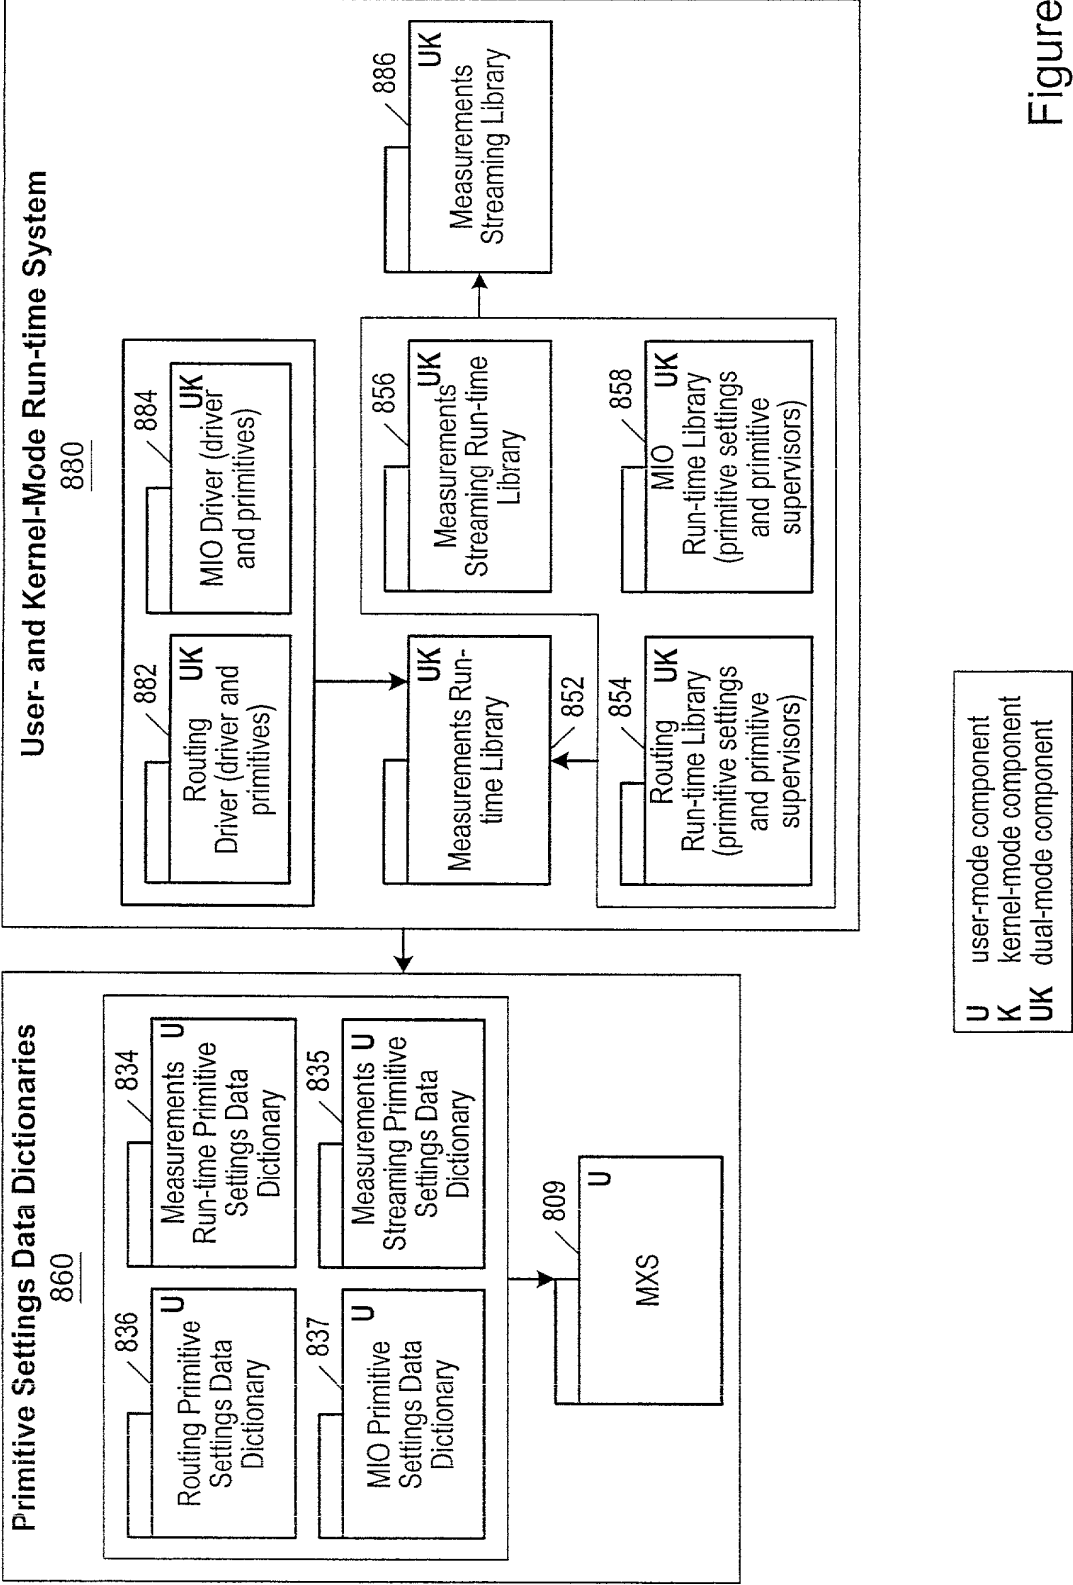 Primitive Settings Data Dictionaries
860
836
Routing Primitive
Settings Data
Dictionary
U
834
Measurements
Run-time Primitive
Settings Data
Dictionary
U
837
MIO Primitive
Settings Data
Dictionary
U
835
Measurements
Streaming Primitive
Settings Data
Dictionary
U
809
MXS
U
User- and Kernel-Mode Run-time System
880
882
Routing
Driver (driver and
primitives)
UK
884
MIO Driver (driver
and primitives)
UK
Measurements Run-
time Library
UK
852
856
Measurements
Streaming Run-time
Library
UK
886
Measurements
Streaming Library
UK
854
Routing
Run-time Library
(primitive settings
and primitive
supervisors)
UK
858
MIO
Run-time Library
(primitive settings
and primitive
supervisors)
UK
U user-mode component
K kernel-mode component
UK dual-mode component
Figure